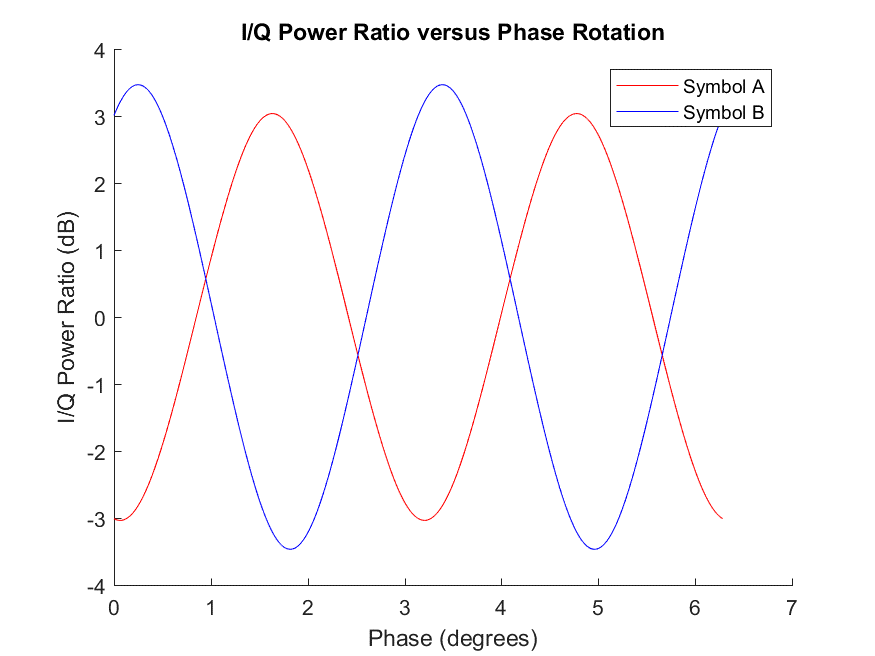 I/Q Power Ratio versus Phase Rotation
4
3
2
1
0
-1
-2
-3
-4
I/Q Power Ratio (dB)
Symbol A
Symbol B
0 1 2 3 4 5 6 7
Phase (degrees)